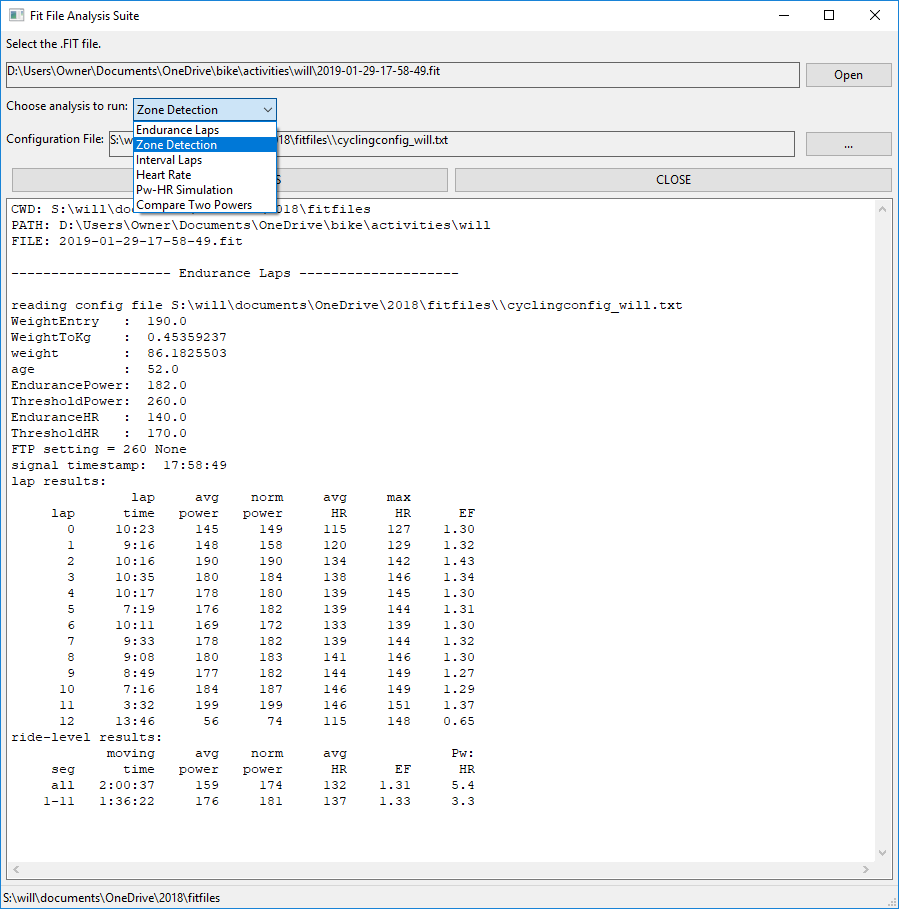 Fit File Analysis Suite
Select the .FIT file.
D:\Users\Owner\Documents\OneDrive\bike\activities\will\2019-01-29-17-58-49.fit
Open
Choose analysis to run: Zone Detection
Endurance Laps
Zone Detection
Interval Laps
Heart Rate
Pw-HR Simulation
Compare Two Powers
Configuration File: S:\w 018\fitfiles\\cyclingconfig_will.txt
...
S
CLOSE
CWD: S:\will\do 2018\fitfiles
PATH: D:\Users\Owner\Documents\OneDrive\bike\activities\will
FILE: 2019-01-29-17-58-49.fit
-------------------- Endurance Laps --------------------
reading config file S:\will\documents\OneDrive\2018\fitfiles\\cyclingconfig_will.txt
WeightEntry   :  190.0
WeightToKg    :  0.45359237
weight        :  86.1825503
age           :  52.0
EndurancePower:  182.0
ThresholdPower:  260.0
EnduranceHR   :  140.0
ThresholdHR   :  170.0
FTP setting = 260 None
signal timestamp:  17:58:49
lap results:
               lap     avg    norm     avg     max
     lap      time   power   power      HR      HR      EF
       0     10:23     145     149     115     127    1.30
       1      9:16     148     158     120     129    1.32
       2     10:16     190     190     134     142    1.43
       3     10:35     180     184     138     146    1.34
       4     10:17     178     180     139     145    1.30
       5      7:19     176     182     139     144    1.31
       6     10:11     169     172     133     139    1.30
       7      9:33     178     182     139     144    1.32
       8      9:08     180     183     141     146    1.30
       9      8:49     177     182     144     149    1.27
      10      7:16     184     187     146     149    1.29
      11      3:32     199     199     146     151    1.37
      12     13:46      56      74     115     148    0.65
ride-level results:
            moving     avg    norm     avg             Pw:
     seg      time   power   power      HR      EF      HR
     all   2:00:37     159     174     132    1.31     5.4
    1-11   1:36:22     176     181     137    1.33     3.3
S:\will\documents\OneDrive\2018\fitfiles